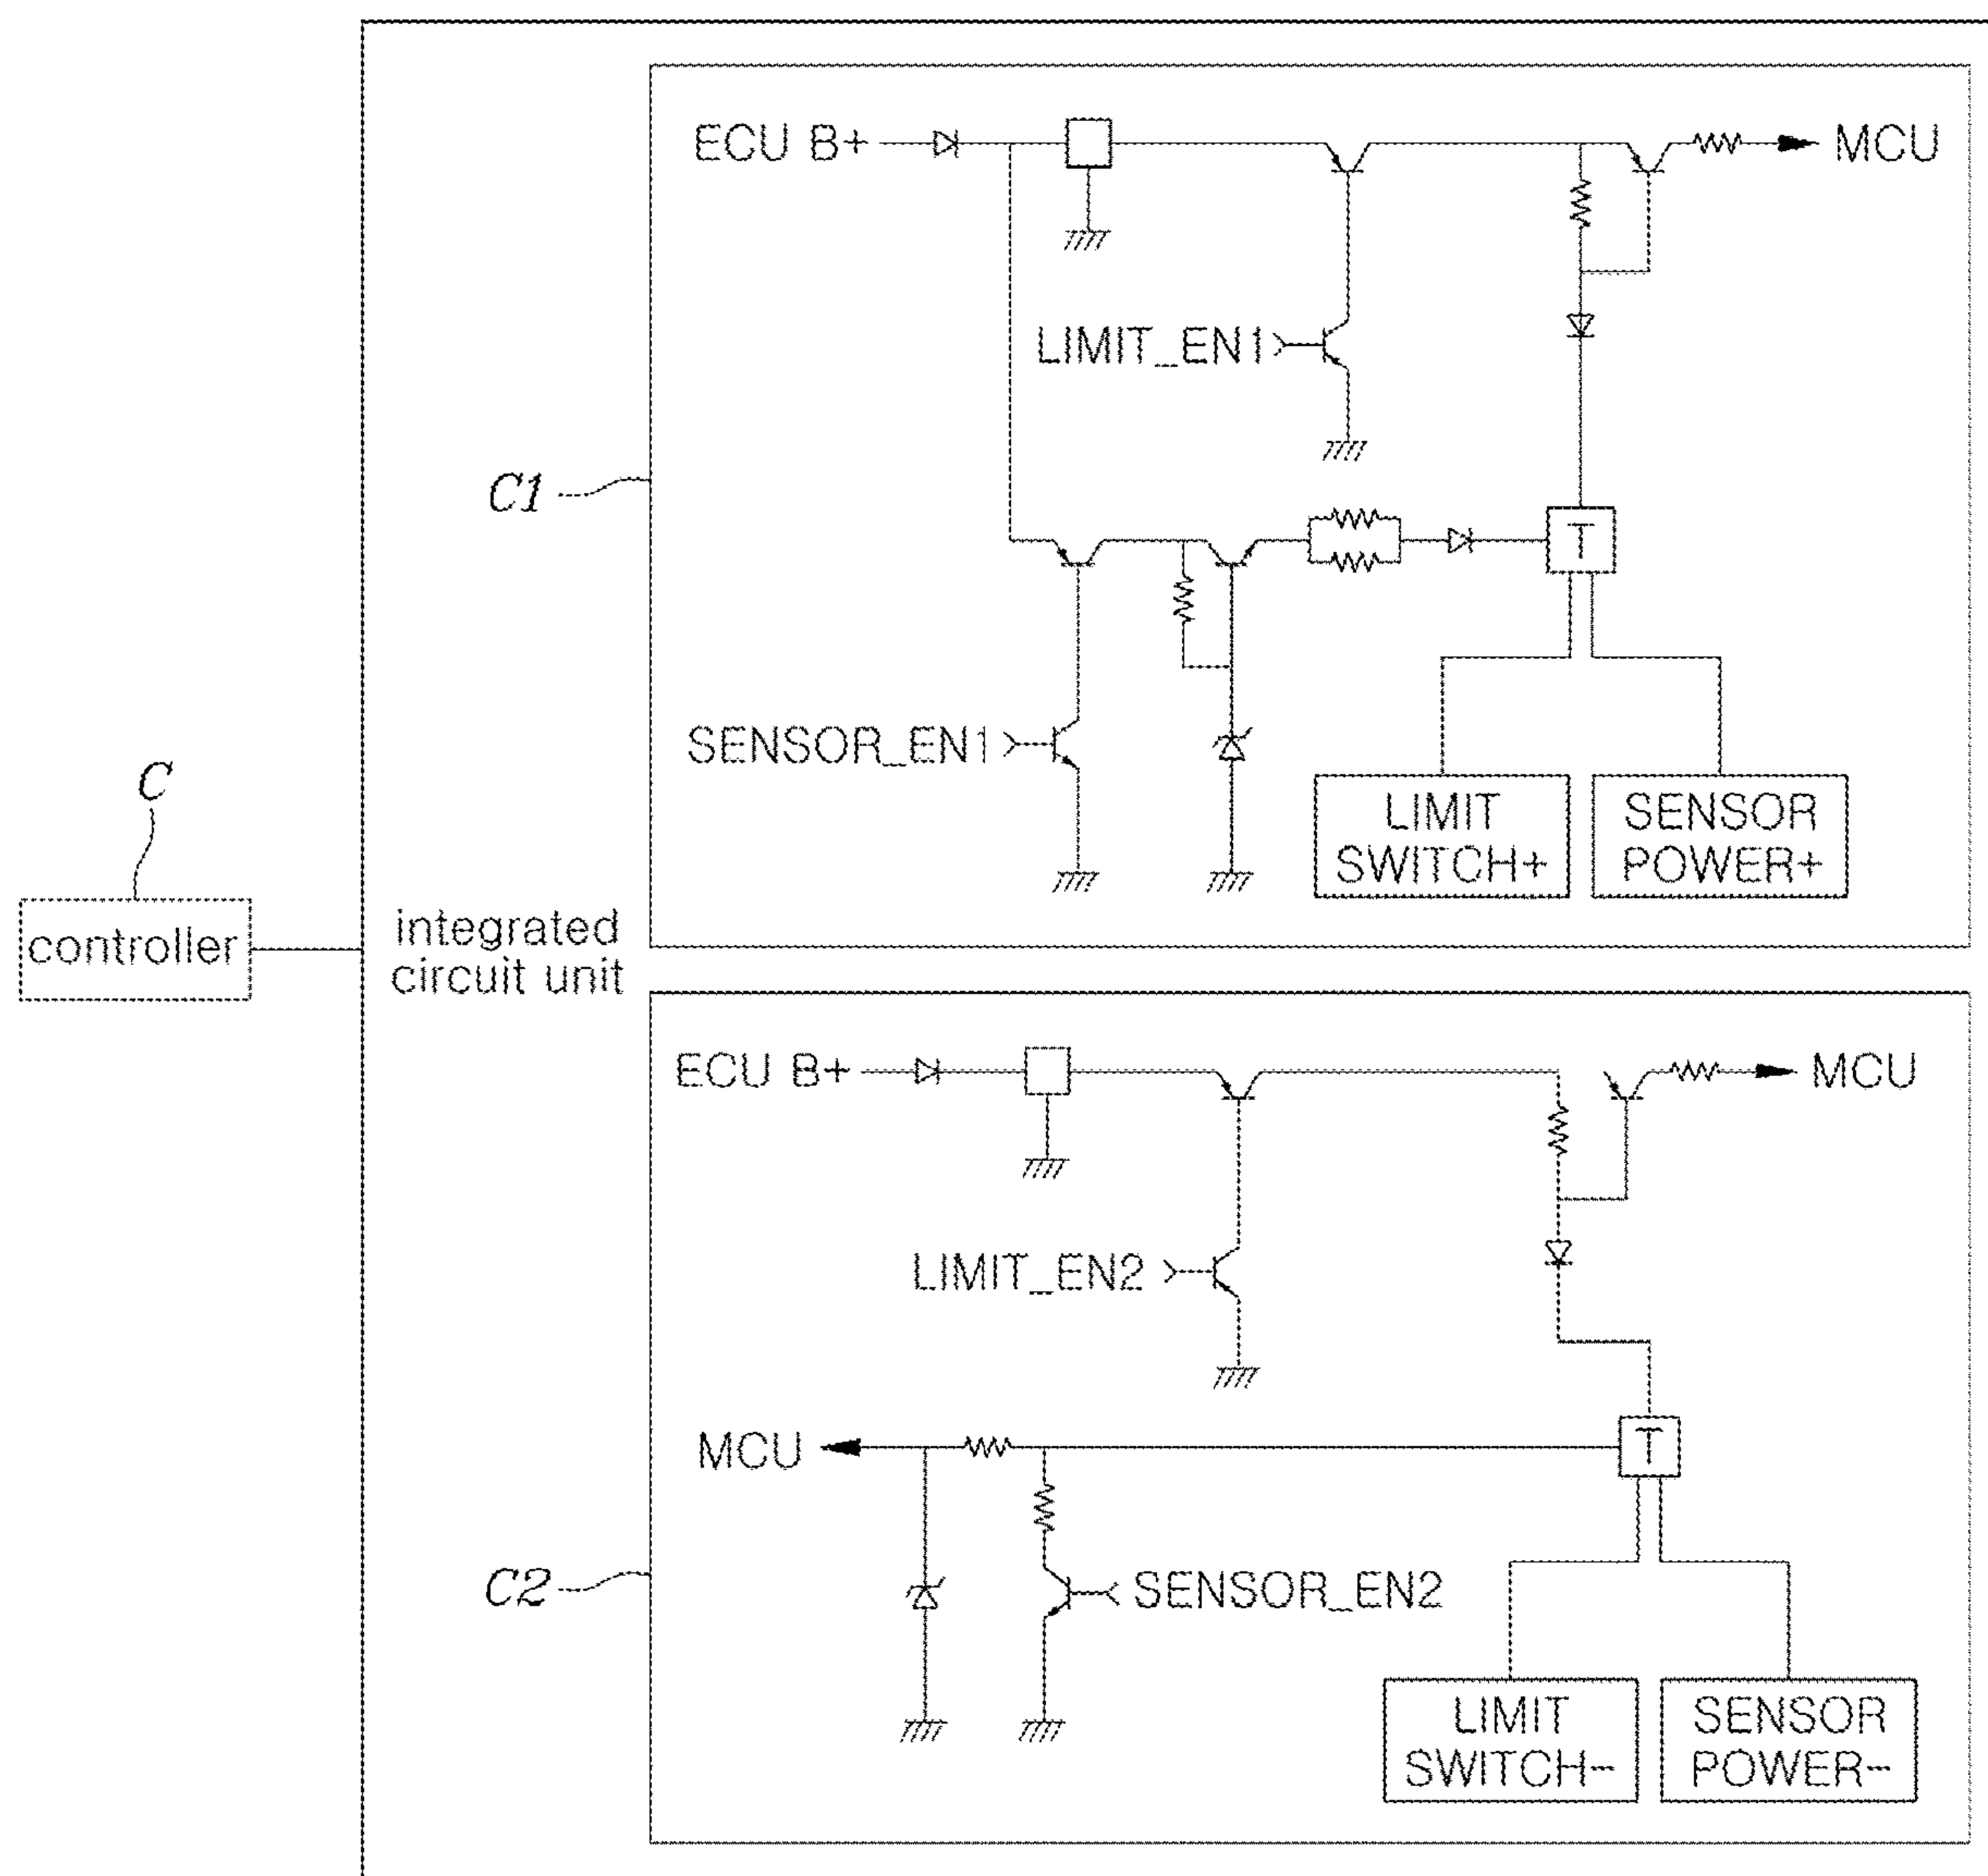 ECU B+
MCU
LIMIT_EN1
C1
T
SENSOR_EN1
LIMIT
SWITCH+
SENSOR
POWER+
C
controller
integrated
circuit unit
ECU B+
MCU
LIMIT_EN2
MCU
T
C2
SENSOR_EN2
LIMIT
SWITCH-
SENSOR
POWER-